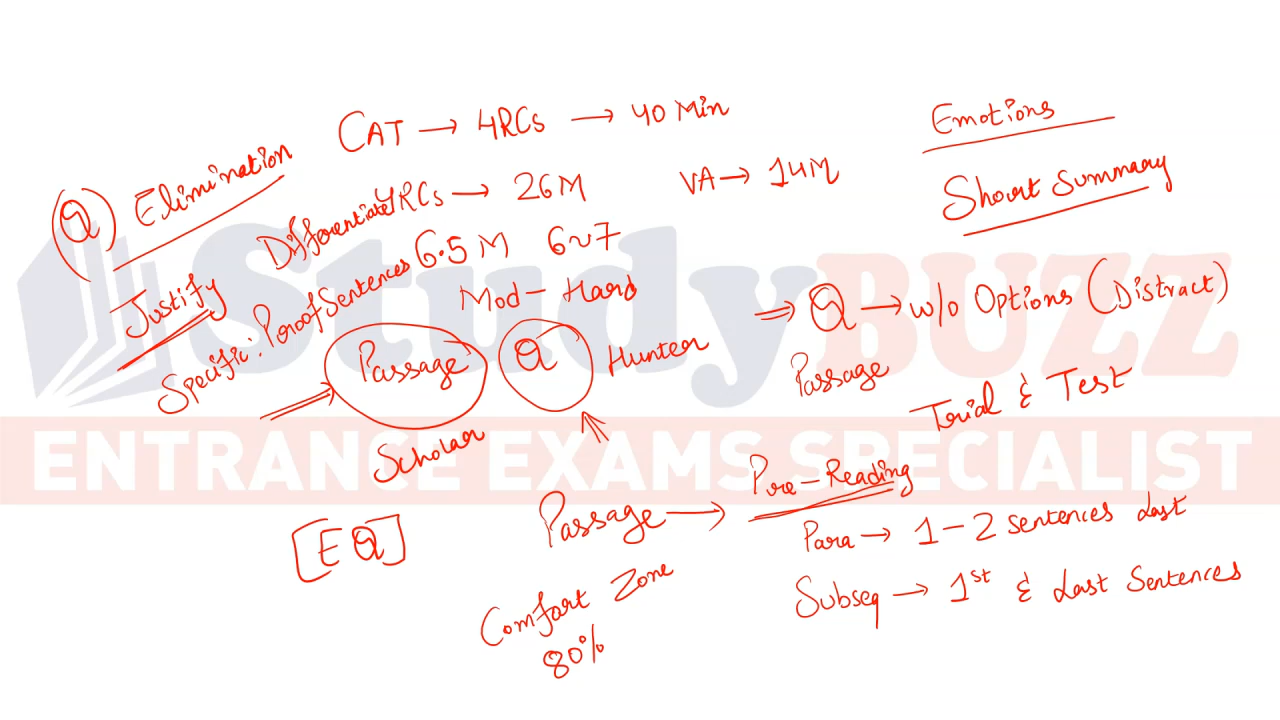 CAT → 4RCs → 40 Min
Emotions
Q) Elimination
4RCs → 26M
VA → 14M
Short Summary
Differentiate
6.5 M 6~7
Justify
Specific: Proof Sentences
Mod - Hard
⇒ Q → w/o Options (Distract)
Passage
Q
Hunter
Passage
Trial & Test
Scholar
Pre-Reading
Passage →
[EQ]
Para → 1-2 sentences Last
Comfort Zone
Subseq → 1st & Last Sentences
80%
StudyBUZZ
ENTRANCE EXAMS SPECIALIST